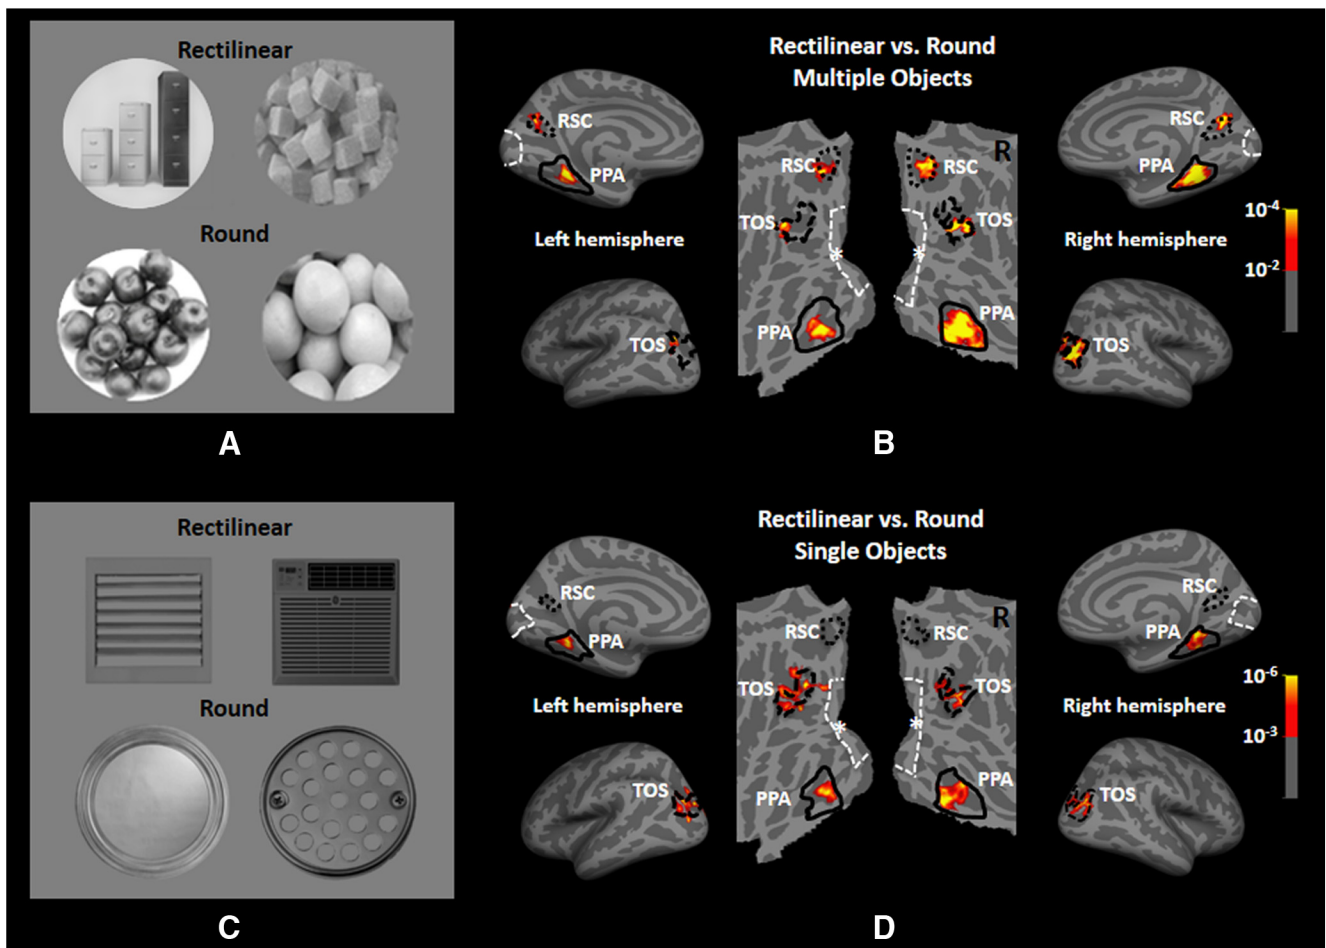 Rectilinear
Round
A
Rectilinear vs. Round
Multiple Objects
RSC
PPA
Left hemisphere
TOS
RSC
TOS
*
PPA
R
RSC
TOS
*
PPA
RSC
PPA
Right hemisphere
TOS
10-4
10-2
B
Rectilinear
Round
C
Rectilinear vs. Round
Single Objects
RSC
PPA
Left hemisphere
TOS
RSC
TOS
*
PPA
R
RSC
TOS
*
PPA
RSC
PPA
Right hemisphere
TOS
10-6
10-3
D